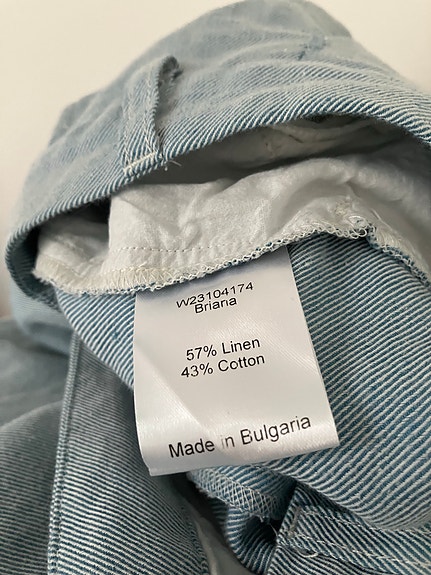 W23104174
Briana
57% Linen
43% Cotton
Made in Bulgaria